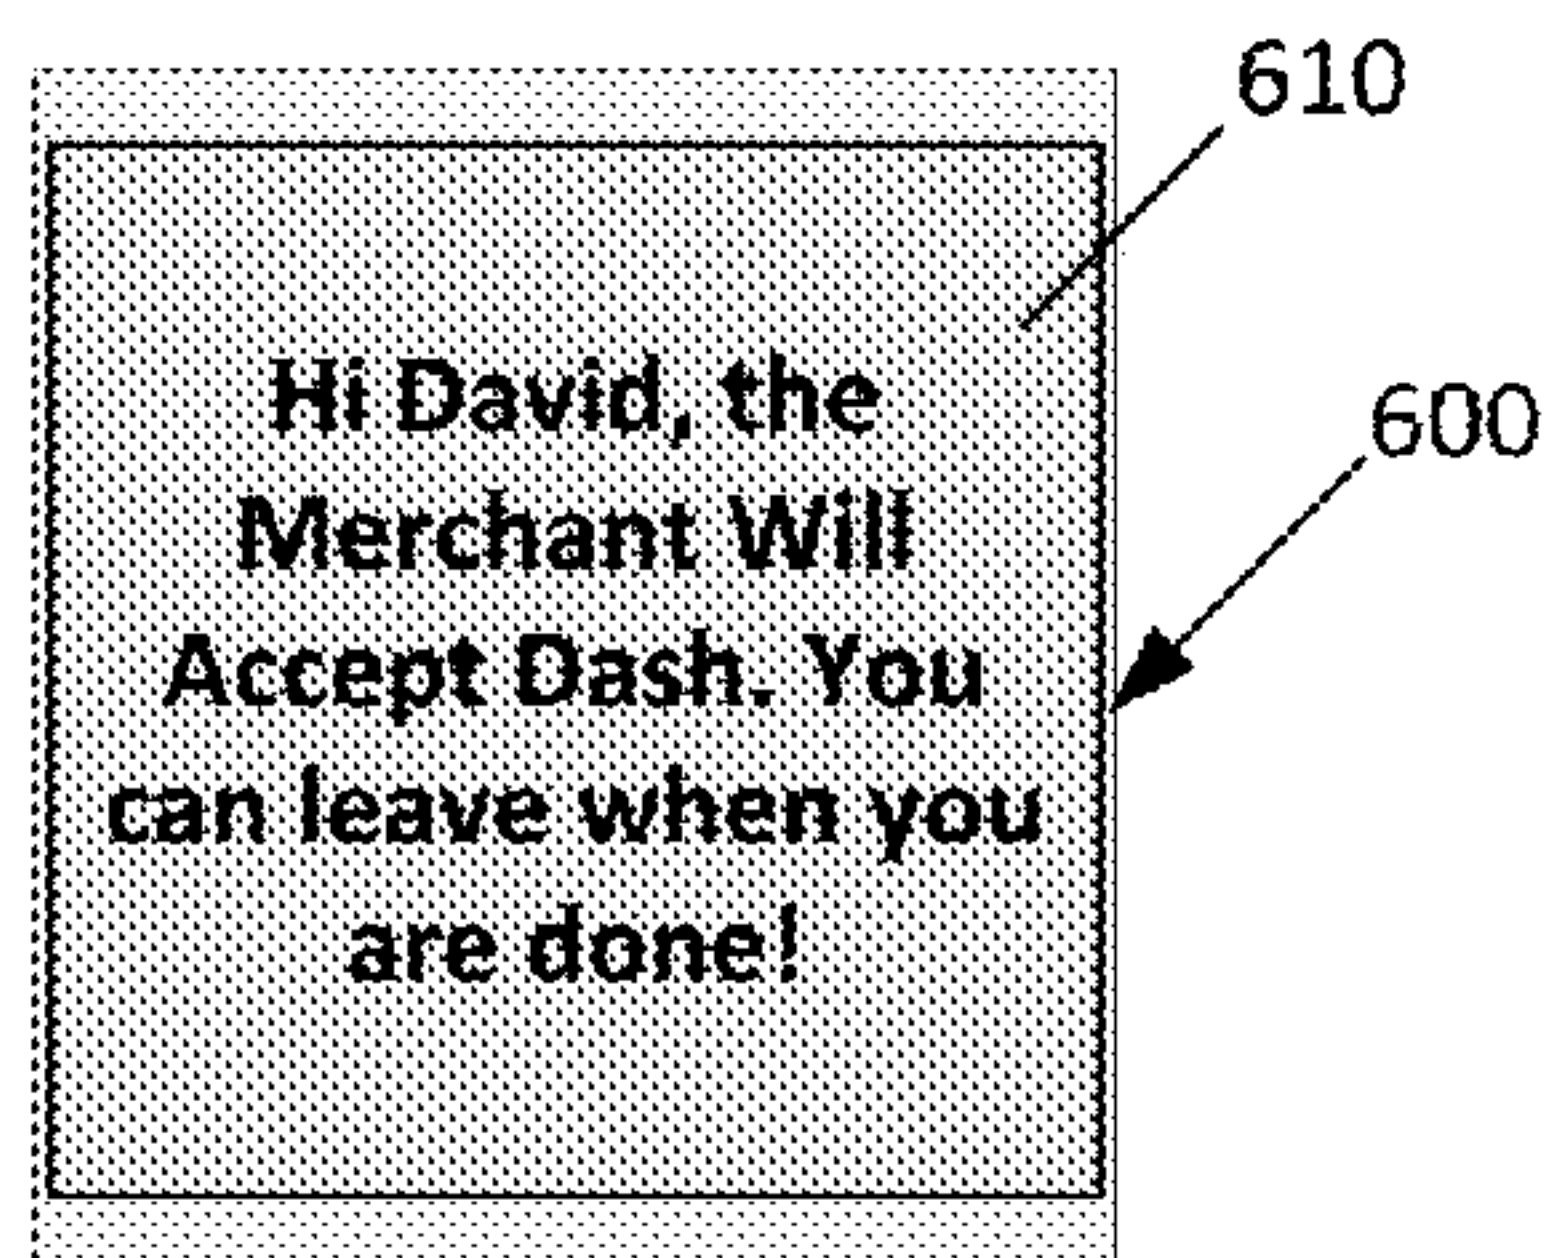 610
Hi David, the
600
Merchant Will
Accept Dash. You
can leave when you
are done!